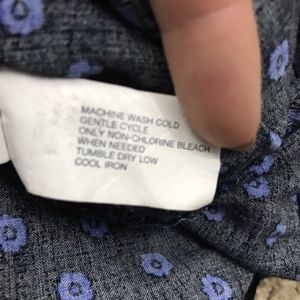 MACHINE WASH COLD
GENTLE CYCLE
ONLY NON-CHLORINE BLEACH
WHEN NEEDED
TUMBLE DRY LOW
COOL IRON